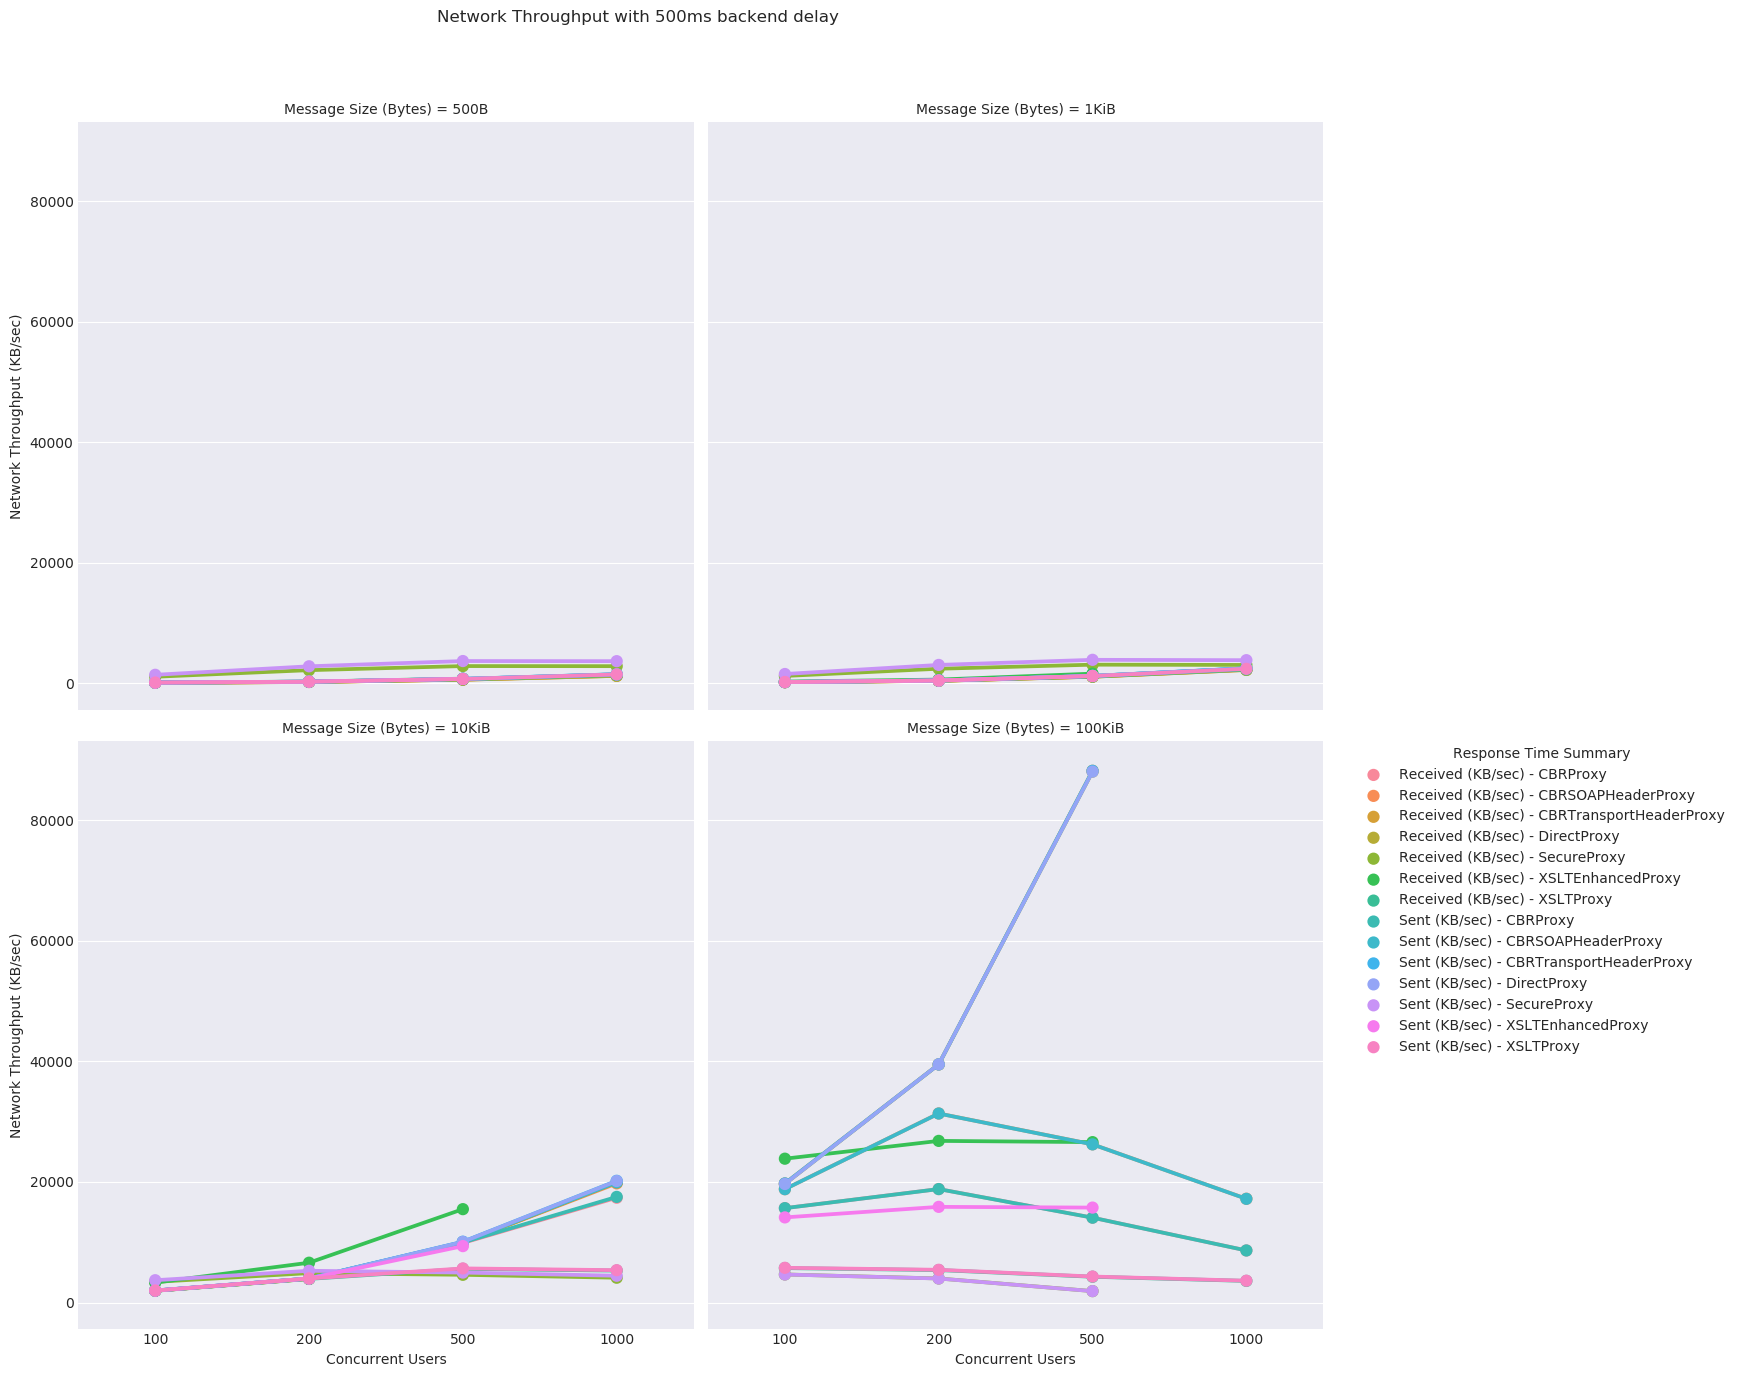 Network Throughput with 500ms backend delay
Message Size (Bytes) = 500B
Message Size (Bytes) = 1KiB
80000
60000
40000
20000
0
Network Throughput (KB/sec)
Message Size (Bytes) = 10KiB
Message Size (Bytes) = 100KiB
80000
60000
40000
20000
0
Network Throughput (KB/sec)
100 200 500 1000
100 200 500 1000
Concurrent Users
Concurrent Users
Response Time Summary
Received (KB/sec) - CBRProxy
Received (KB/sec) - CBRSOAPHeaderProxy
Received (KB/sec) - CBRTransportHeaderProxy
Received (KB/sec) - DirectProxy
Received (KB/sec) - SecureProxy
Received (KB/sec) - XSLTEnhancedProxy
Received (KB/sec) - XSLTProxy
Sent (KB/sec) - CBRProxy
Sent (KB/sec) - CBRSOAPHeaderProxy
Sent (KB/sec) - CBRTransportHeaderProxy
Sent (KB/sec) - DirectProxy
Sent (KB/sec) - SecureProxy
Sent (KB/sec) - XSLTEnhancedProxy
Sent (KB/sec) - XSLTProxy